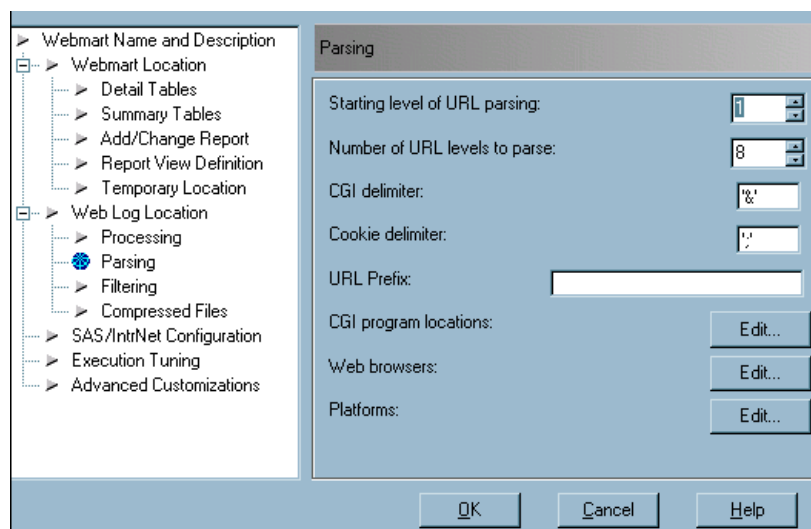 Webmart Name and Description
Webmart Location
Detail Tables
Summary Tables
Add/Change Report
Report View Definition
Temporary Location
Web Log Location
Processing
Parsing
Filtering
Compressed Files
SAS/IntrNet Configuration
Execution Tuning
Advanced Customizations
Parsing
Starting level of URL parsing: 1
Number of URL levels to parse: 8
CGI delimiter: '&'
Cookie delimiter: ';'
URL Prefix:
CGI program locations: Edit...
Web browsers: Edit...
Platforms: Edit...
OK Cancel Help